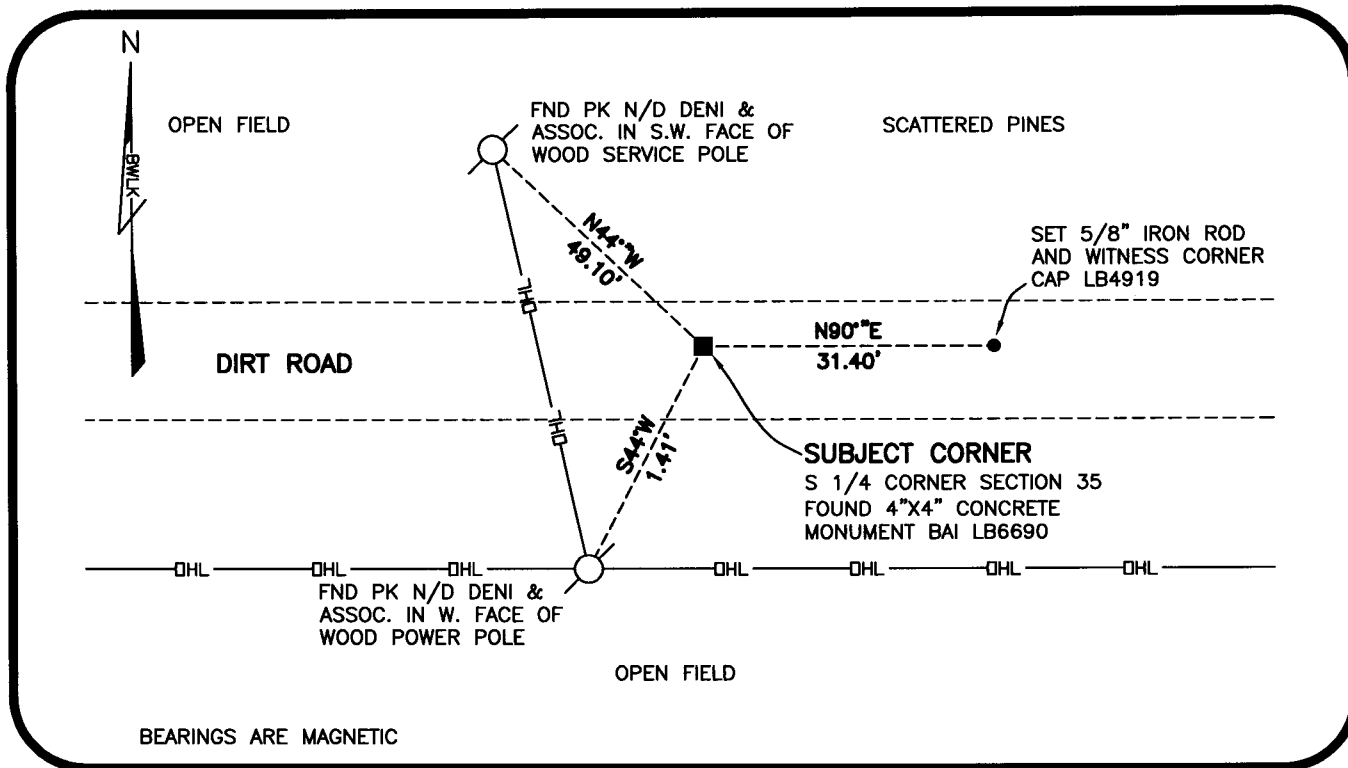 N
BWLK
OPEN FIELD
FND PK N/D DENI &
ASSOC. IN S.W. FACE OF
WOOD SERVICE POLE
SCATTERED PINES
N44°"W
49.10'
SET 5/8" IRON ROD
AND WITNESS CORNER
CAP LB4919
OHL
DIRT ROAD
N90°"E
31.40'
OHL
S44°W
1.41'
SUBJECT CORNER
S 1/4 CORNER SECTION 35
FOUND 4"X4" CONCRETE
MONUMENT BAI LB6690
OHL OHL OHL OHL OHL OHL OHL
FND PK N/D DENI &
ASSOC. IN W. FACE OF
WOOD POWER POLE
OPEN FIELD
BEARINGS ARE MAGNETIC